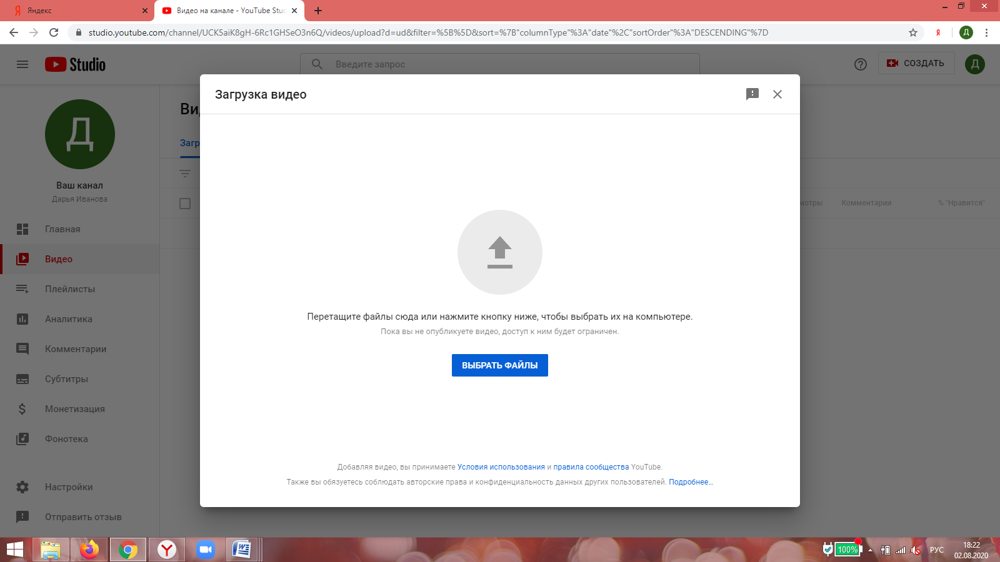 Яндекс
Видео на канале - YouTube Stud
studio.youtube.com/channel/UCK5aiK8gH-6Rc1GHSeO3n6Q/videos/upload?d=ud&filter=%5B%5D&sort=%7B"columnType"%3A"date"%2C"sortOrder"%3A"DESCENDING"%7D
Д
Studio
Введите запрос
СОЗДАТЬ
Д
Загрузка видео
Д
Ви
Загр
Ваш канал
Дарья Иванова
мотры
Комментарии
% "Нравится"
Главная
Видео
Плейлисты
Аналитика
Комментарии
Субтитры
Монетизация
Фонотека
Настройки
Отправить отзыв
Перетащите файлы сюда или нажмите кнопку ниже, чтобы выбрать их на компьютере.
Пока вы не опубликуете видео, доступ к ним будет ограничен.
ВЫБРАТЬ ФАЙЛЫ
Добавляя видео, вы принимаете Условия использования и правила сообщества YouTube.
Также вы обязуетесь соблюдать авторские права и конфиденциальность данных других пользователей. Подробнее...
100%
РУС
18:22
02.08.2020